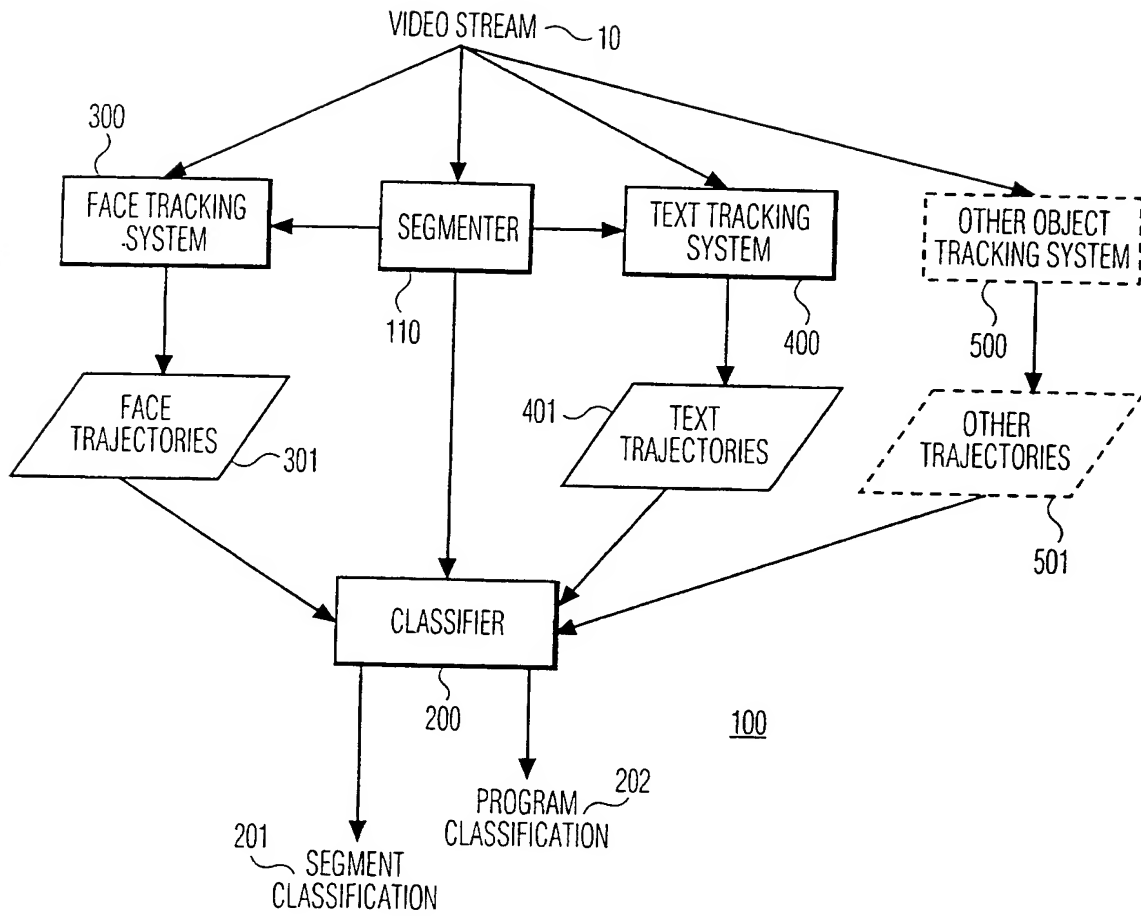 VIDEO STREAM 10
300
FACE TRACKING
SYSTEM
SEGMENTER
110
TEXT TRACKING
SYSTEM
400
OTHER OBJECT
TRACKING SYSTEM
500
FACE
TRAJECTORIES
301
401
TEXT
TRAJECTORIES
OTHER
TRAJECTORIES
501
CLASSIFIER
200
100
PROGRAM
CLASSIFICATION
202
201
SEGMENT
CLASSIFICATION